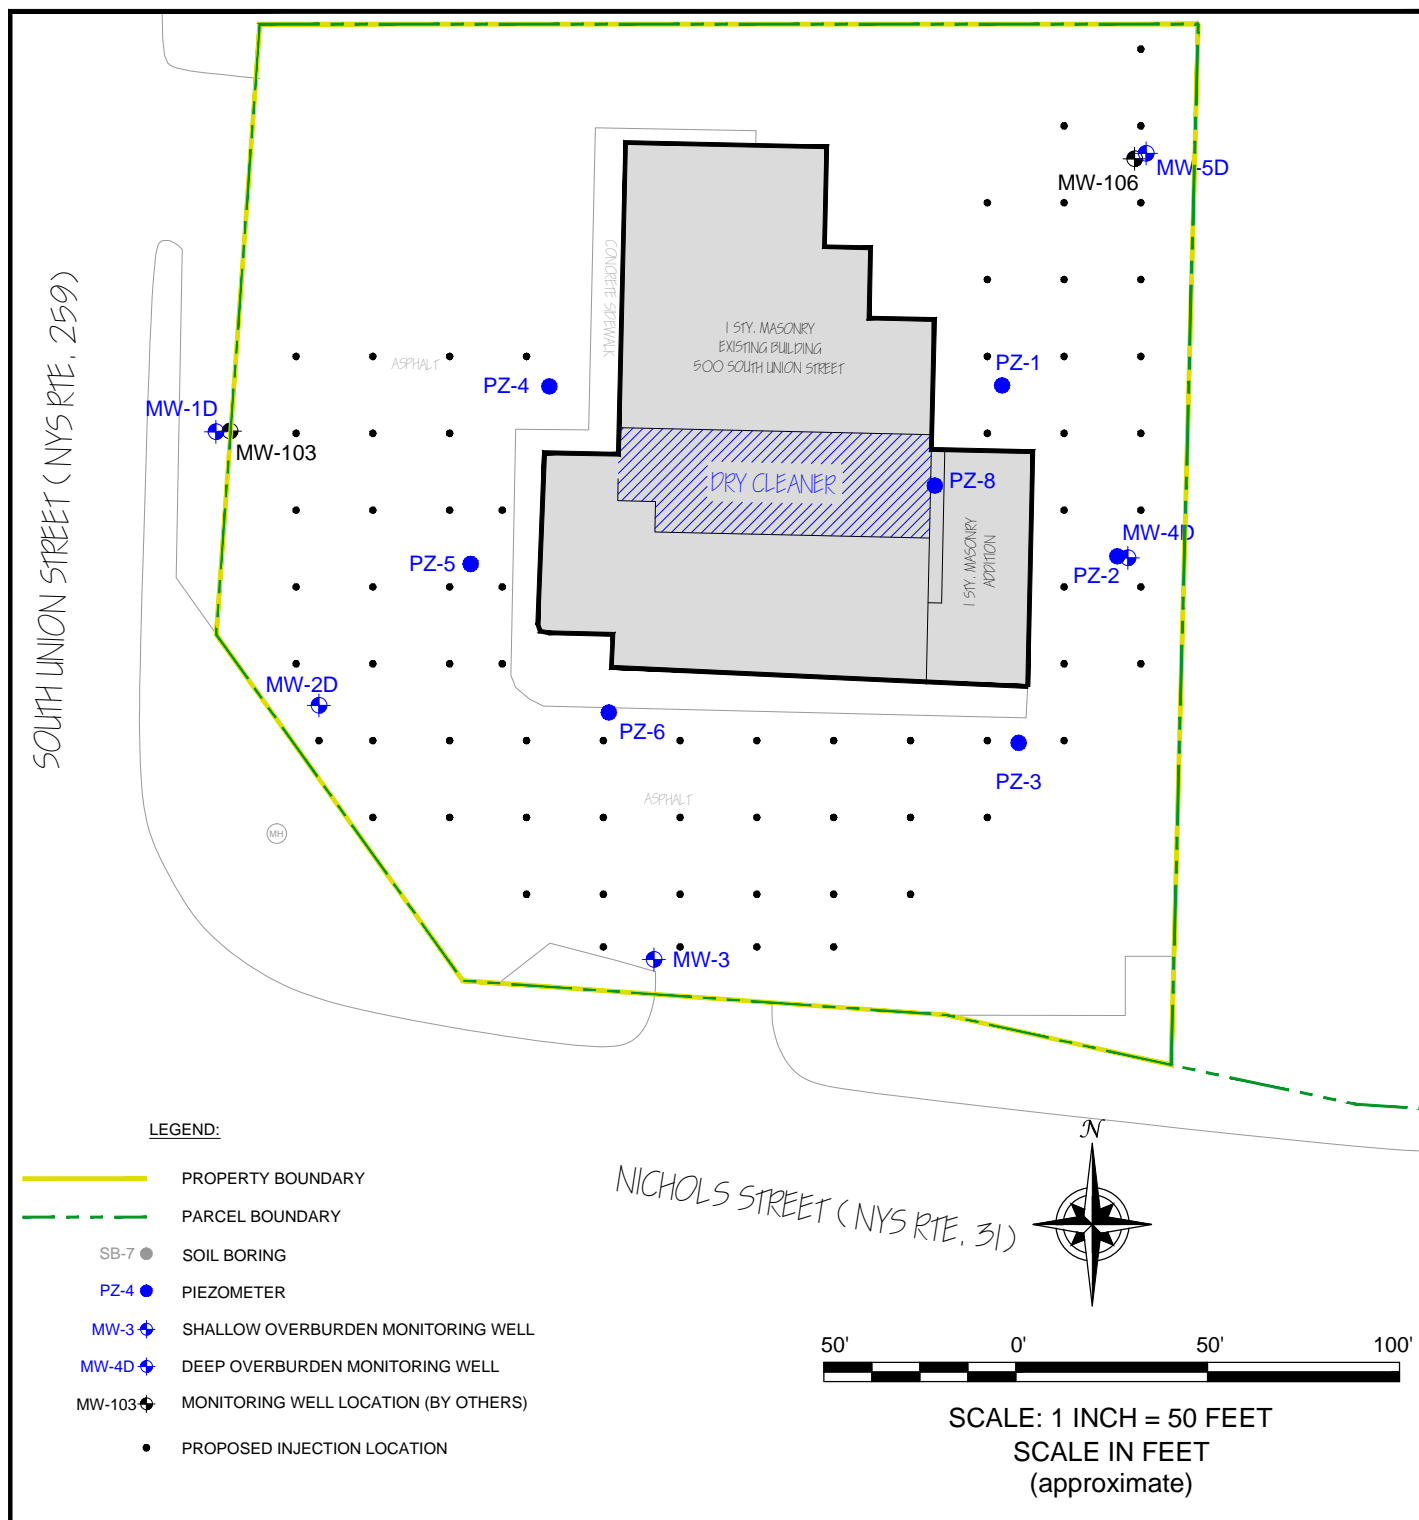 MW-5D
MW-106
CONCRETE SIDEWALK
SOUTH UNION STREET ( NYS RTE. 259)
1 STY. MASONRY
EXISTING BUILDING
500 SOUTH UNION STREET
ASPHALT
PZ-4
PZ-1
MW-1D
MW-103
DRY CLEANER
PZ-8
MW-4D
1 STY. MASONRY
ADDITION
PZ-5
PZ-2
MW-2D
PZ-6
PZ-3
ASPHALT
MH
MW-3
LEGEND:
PROPERTY BOUNDARY
PARCEL BOUNDARY
SB-7 SOIL BORING
PZ-4 PIEZOMETER
MW-3 SHALLOW OVERBURDEN MONITORING WELL
MW-4D DEEP OVERBURDEN MONITORING WELL
MW-103 MONITORING WELL LOCATION (BY OTHERS)
PROPOSED INJECTION LOCATION
N
NICHOLS STREET ( NYS RTE. 31)
50' 0' 50' 100'
SCALE: 1 INCH = 50 FEET
SCALE IN FEET
(approximate)